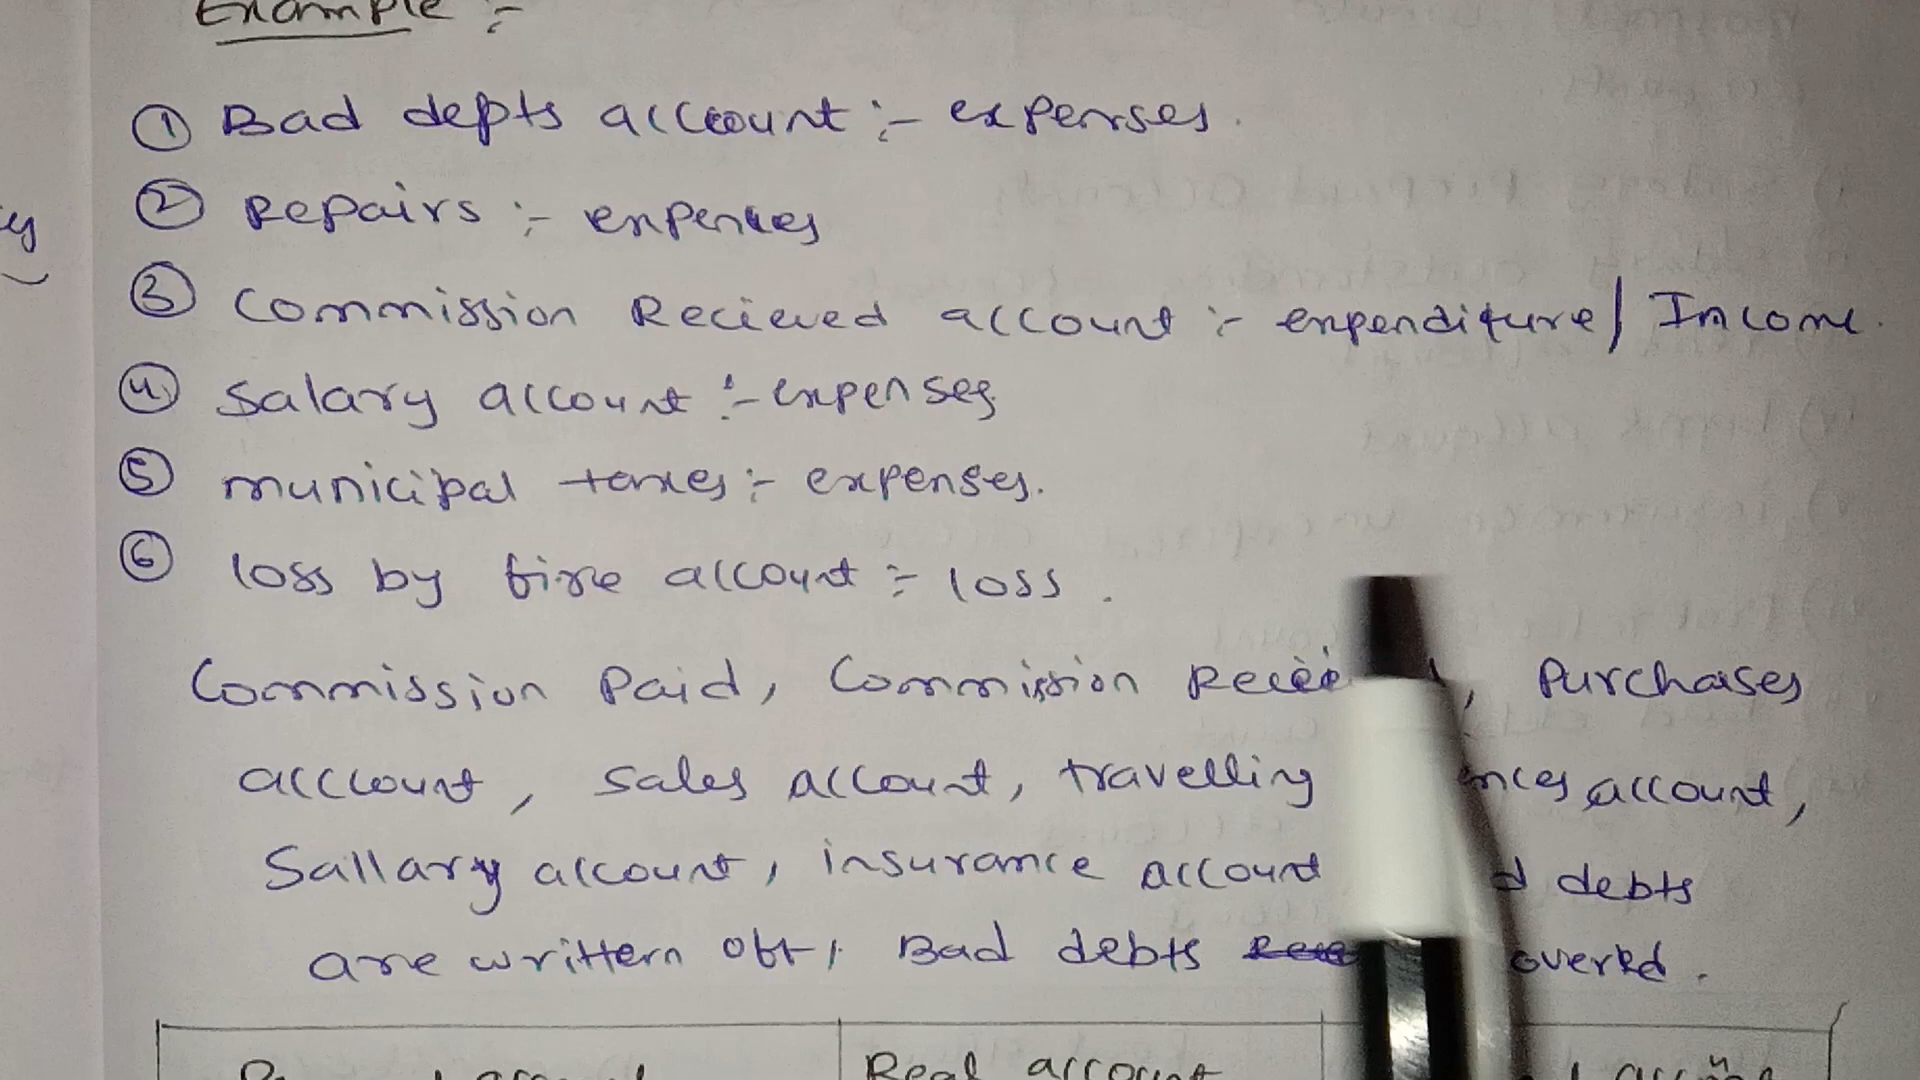 Example :-
① Bad depts account :- expenses.
② Repairs :- expenses
③ Commission Recieved account :- expenditure/ Income.
④ Salary account :- expenses
⑤ municipal taxes :- expenses.
⑥ loss by fire account :- loss.
Commission Paid, Commission Purchases
account, sales account, travelling account,
Sallary account, insurance account debts
are writtern off, Bad debts
Real account